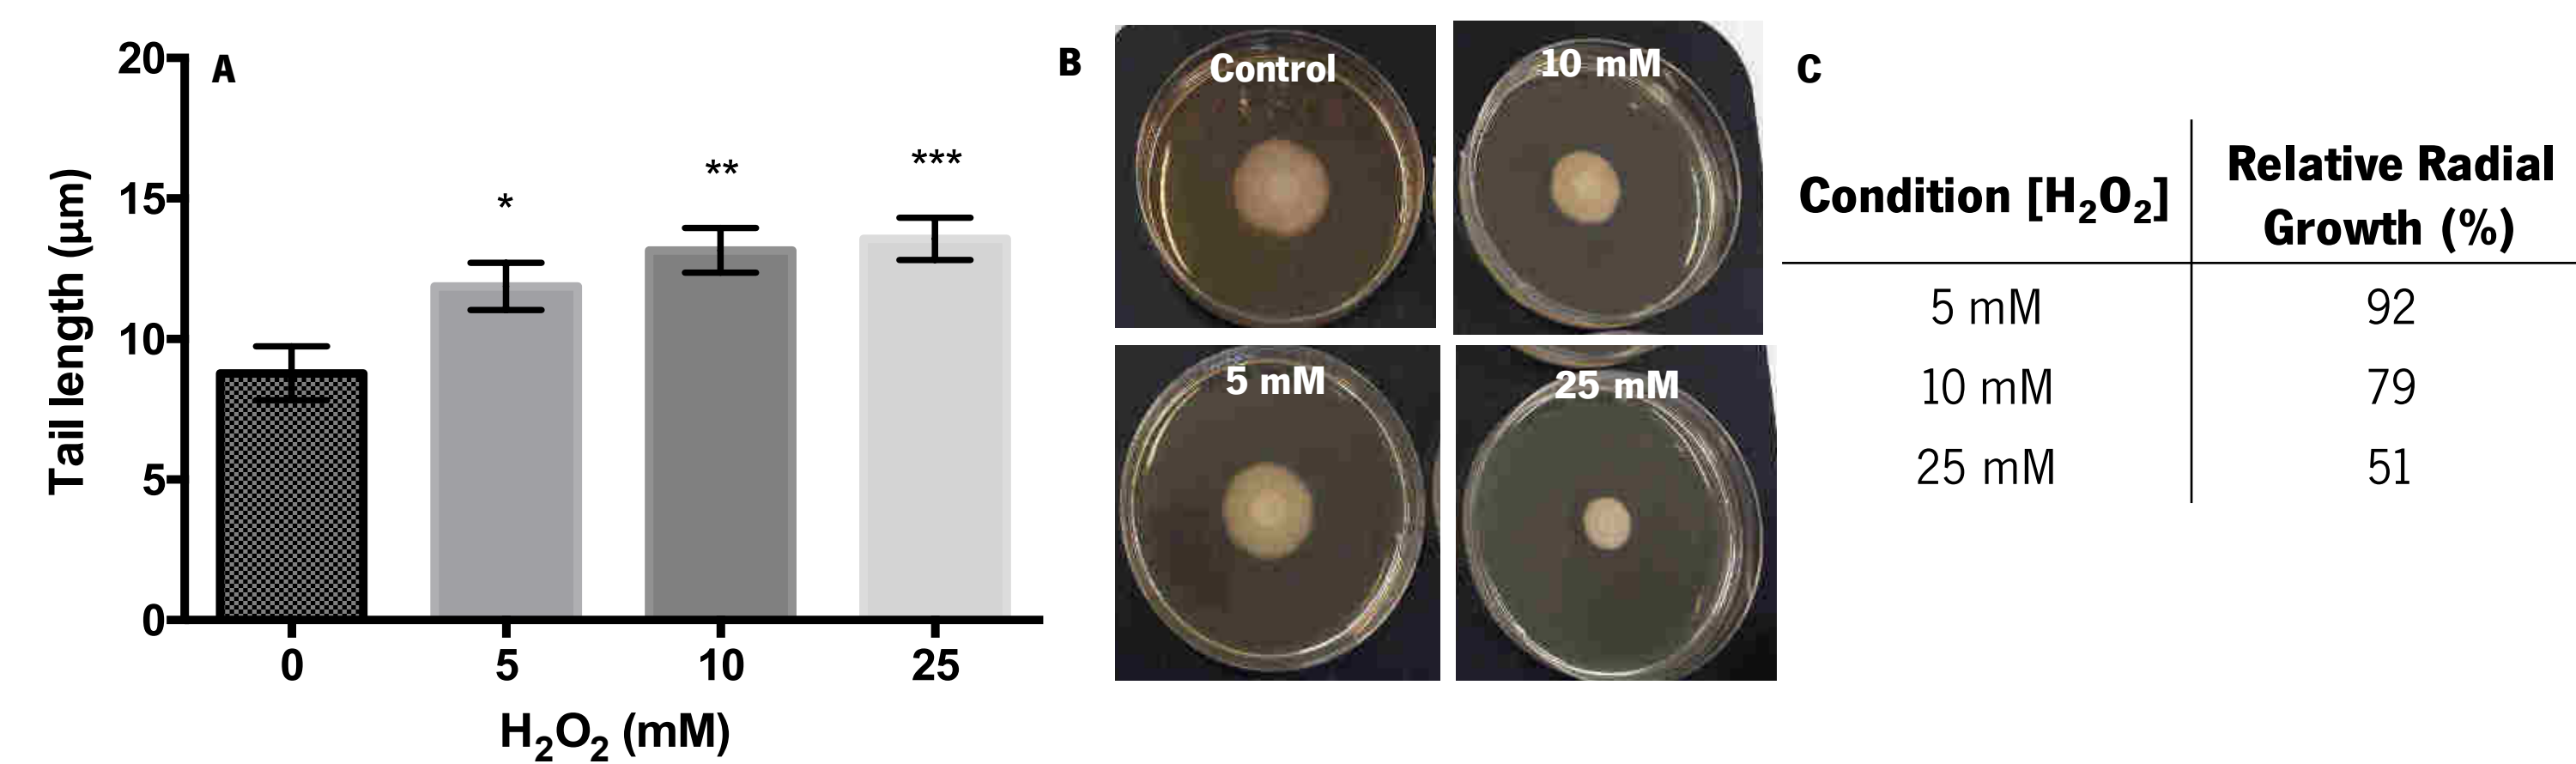 A
20
15
10
5
0
Tail length (µm)
*
**
***
0 5 10 25
H₂O₂ (mM)
B
Control
10 mM
5 mM
25 mM
C
Condition [H₂O₂] Relative Radial
Growth (%)
5 mM 92
10 mM 79
25 mM 51